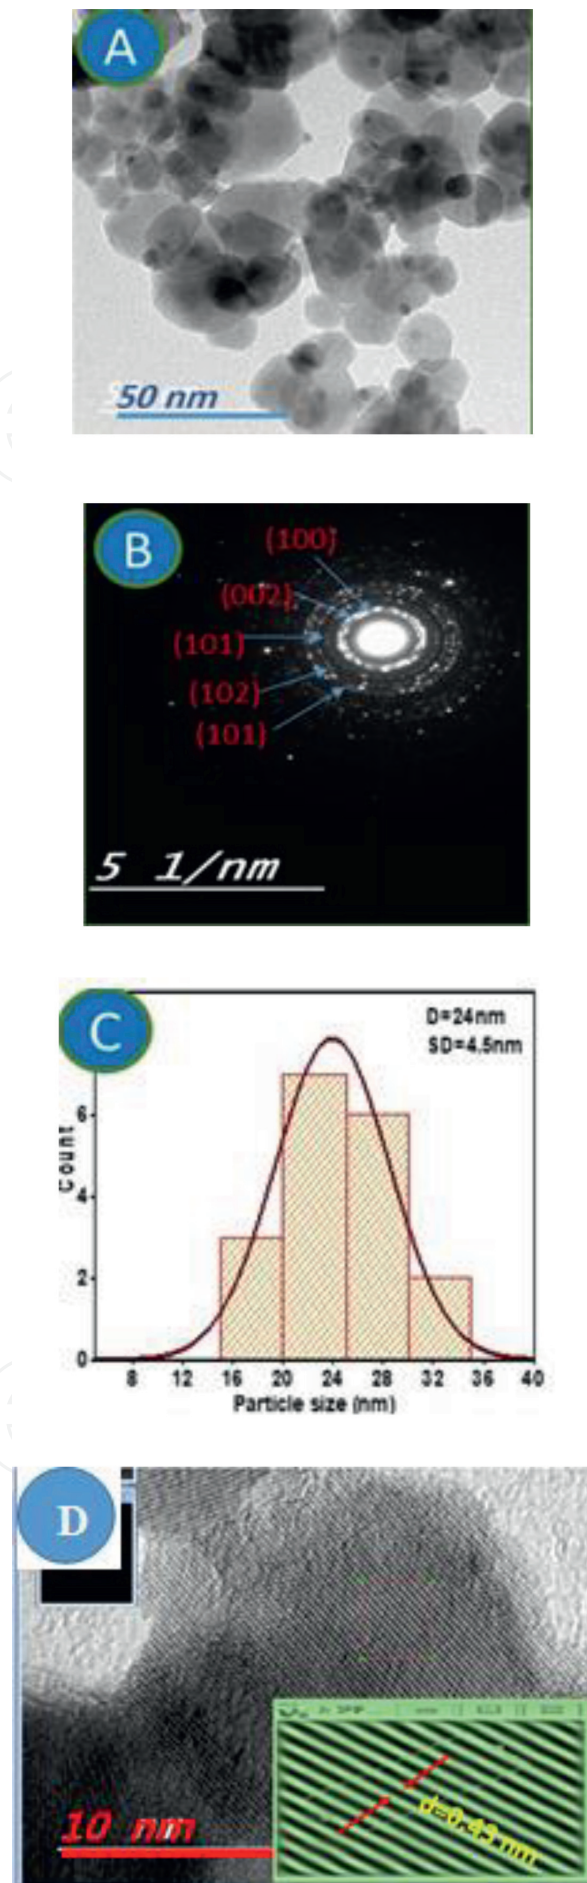 A
50 nm
B
(100)
(002)
(101)
(102)
(101)
5 1/nm
C
D=24nm
SD=4.5nm
6
4
2
0
Count
8 12 16 20 24 28 32 36 40
Particle size (nm)
D
d=0.43 nm
10 nm